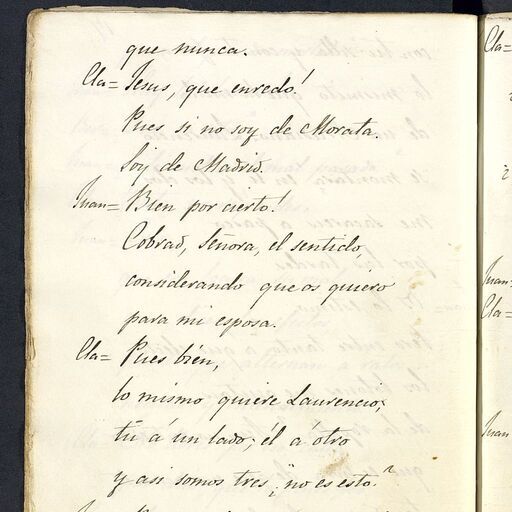 que nunca.
Cla= Jesus, que enredo!
Pues si no soy de Morata.
Soy de Madrid.
Juan= Bien por cierto!
Cobrad, Señora, el sentido,
considerando que os quiero
para mi esposa.
Cla= Pues bien,
lo mismo quiere Laurencio;
tú á un lado; él á otro
y asi somos tres; no es esto?
Cla=
Juan=
Cla=
Juan